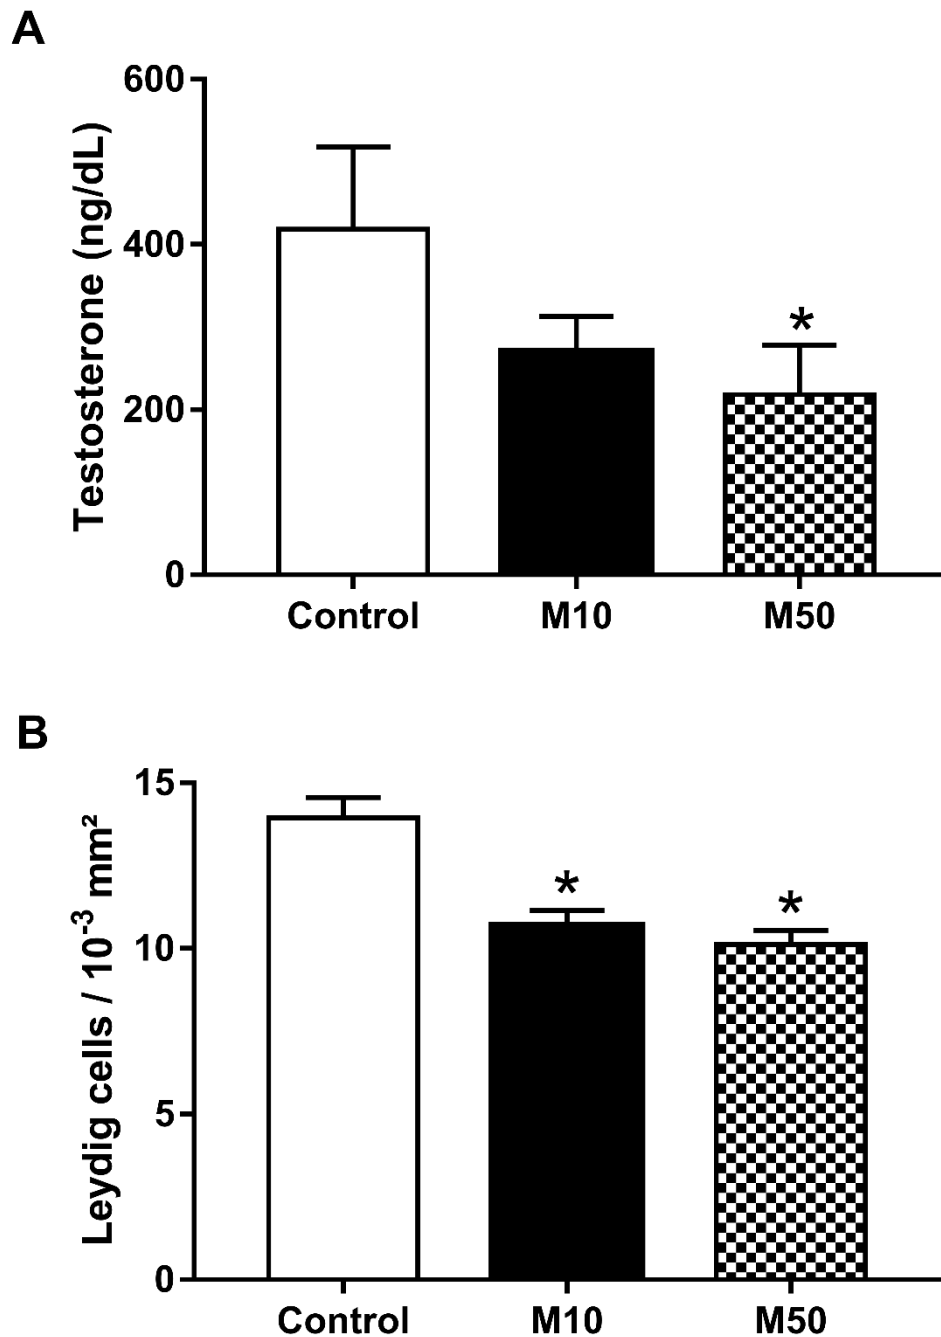 A
Testosterone (ng/dL)
600
400
200
0
*
Control M10 M50
B
Leydig cells / 10⁻³ mm²
15
10
5
0
* *
Control M10 M50